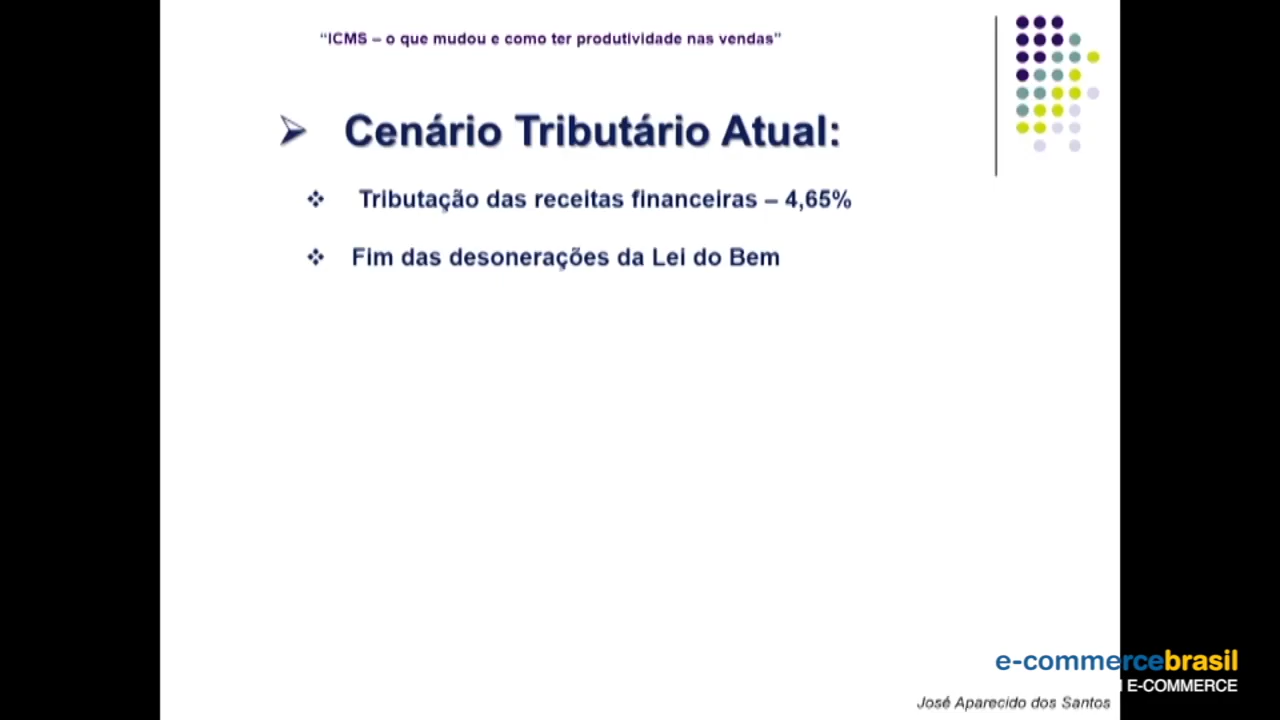 “ICMS – o que mudou e como ter produtividade nas vendas”
Cenário Tributário Atual:
Tributação das receitas financeiras – 4,65%
Fim das desonerações da Lei do Bem
e-commercebrasil
E-COMMERCE
José Aparecido dos Santos